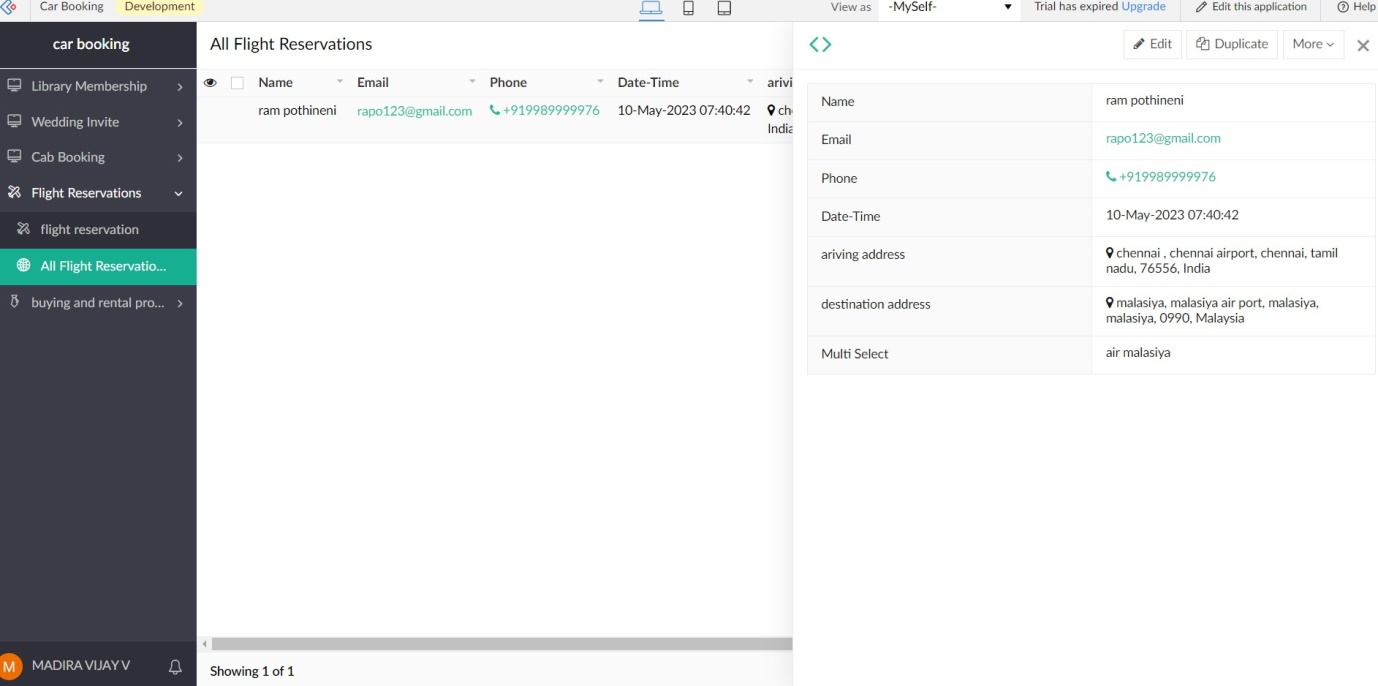 Car Booking Development View as -MySelf- Trial has expired Upgrade Edit this application Help
car booking
Library Membership
Wedding Invite
Cab Booking
Flight Reservations
flight reservation
All Flight Reservatio...
buying and rental pro...
MADIRA VIJAY V
M
All Flight Reservations
Name Email Phone Date-Time arivi
ram pothineni rapo123@gmail.com +919989999976 10-May-2023 07:40:42 ch
India
Showing 1 of 1
Edit Duplicate More
Name ram pothineni
Email rapo123@gmail.com
Phone +919989999976
Date-Time 10-May-2023 07:40:42
ariving address chennai , chennai airport, chennai, tamil
nadu, 76556, India
destination address malasiya, malasiya air port, malasiya,
malasiya, 0990, Malaysia
Multi Select air malasiya